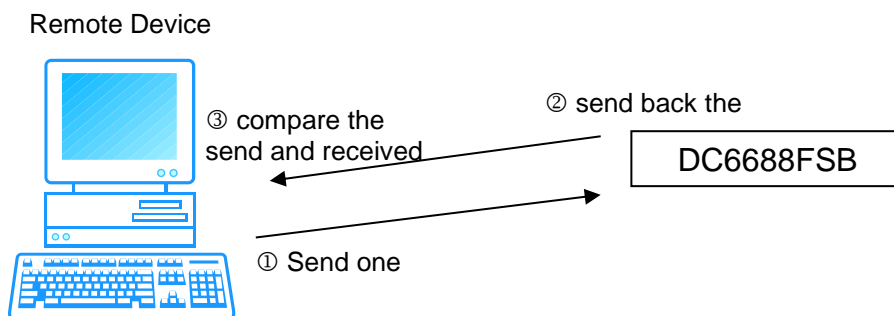 Remote Device
③ compare the
send and received
② send back the
DC6688FSB
① Send one